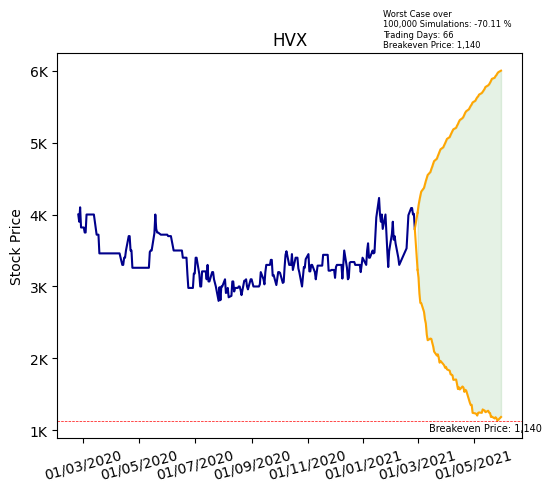 Worst Case over
100,000 Simulations: -70.11 %
Trading Days: 66
Breakeven Price: 1,140
HVX
6K
5K
4K
3K
2K
1K
Stock Price
Breakeven Price: 1,140
01/03/2020
01/05/2020
01/07/2020
01/09/2020
01/11/2020
01/01/2021
01/03/2021
01/05/2021